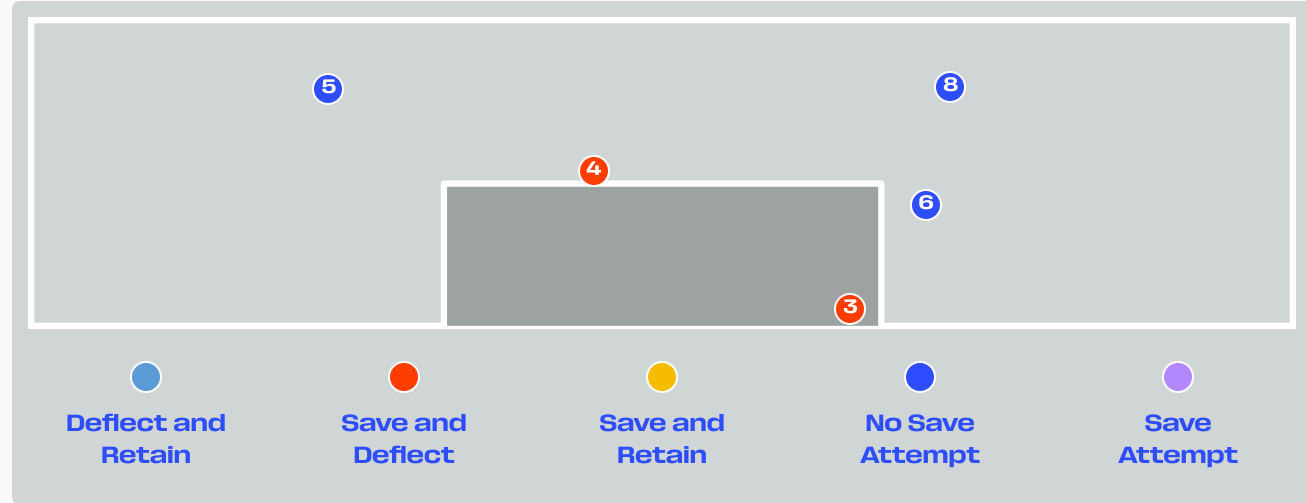 5
8
4
6
3
Deflect and
Retain
Save and
Deflect
Save and
Retain
No Save
Attempt
Save
Attempt